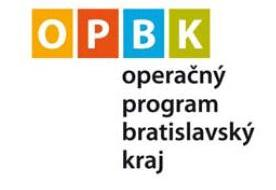 OPBK
operačný
program
bratislavský
kraj